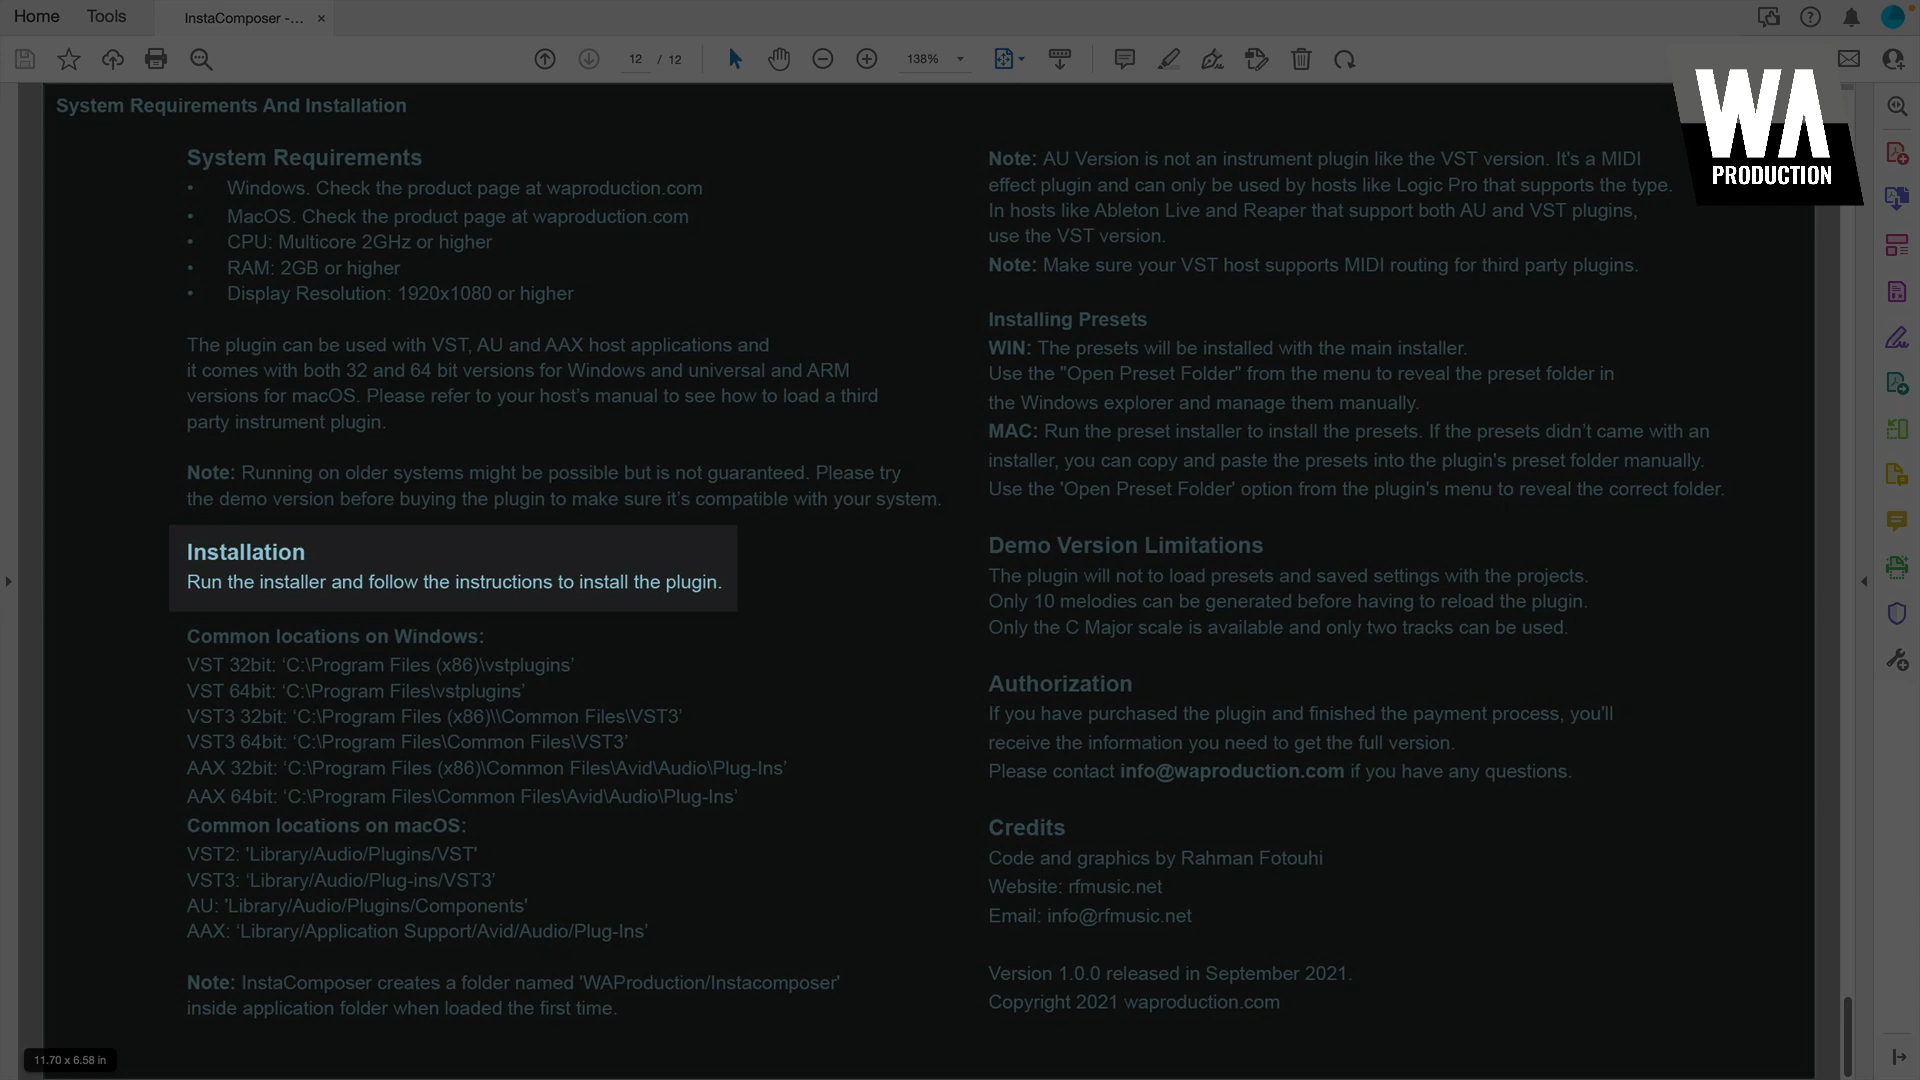 Home
Tools
InstaComposer -...
12 / 12
138%
WA
PRODUCTION
System Requirements And Installation
System Requirements
• Windows. Check the product page at waproduction.com
• MacOS. Check the product page at waproduction.com
• CPU: Multicore 2GHz or higher
• RAM: 2GB or higher
• Display Resolution: 1920x1080 or higher
The plugin can be used with VST, AU and AAX host applications and
it comes with both 32 and 64 bit versions for Windows and universal and ARM
versions for macOS. Please refer to your host's manual to see how to load a third
party instrument plugin.
Note: Running on older systems might be possible but is not guaranteed. Please try
the demo version before buying the plugin to make sure it's compatible with your system.
Installation
Run the installer and follow the instructions to install the plugin.
Common locations on Windows:
VST 32bit: ‘C:\Program Files (x86)\vstplugins’
VST 64bit: ‘C:\Program Files\vstplugins’
VST3 32bit: ‘C:\Program Files (x86)\\Common Files\VST3’
VST3 64bit: ‘C:\Program Files\Common Files\VST3’
AAX 32bit: ‘C:\Program Files (x86)\Common Files\Avid\Audio\Plug-Ins’
AAX 64bit: ‘C:\Program Files\Common Files\Avid\Audio\Plug-Ins’
Common locations on macOS:
VST2: 'Library/Audio/Plugins/VST'
VST3: ‘Library/Audio/Plug-ins/VST3’
AU: 'Library/Audio/Plugins/Components'
AAX: ‘Library/Application Support/Avid/Audio/Plug-Ins’
Note: InstaComposer creates a folder named 'WAProduction/Instacomposer'
inside application folder when loaded the first time.
Note: AU Version is not an instrument plugin like the VST version. It's a MIDI
effect plugin and can only be used by hosts like Logic Pro that supports the type.
In hosts like Ableton Live and Reaper that support both AU and VST plugins,
use the VST version.
Note: Make sure your VST host supports MIDI routing for third party plugins.
Installing Presets
WIN: The presets will be installed with the main installer.
Use the "Open Preset Folder" from the menu to reveal the preset folder in
the Windows explorer and manage them manually.
MAC: Run the preset installer to install the presets. If the presets didn’t came with an
installer, you can copy and paste the presets into the plugin's preset folder manually.
Use the 'Open Preset Folder' option from the plugin's menu to reveal the correct folder.
Demo Version Limitations
The plugin will not to load presets and saved settings with the projects.
Only 10 melodies can be generated before having to reload the plugin.
Only the C Major scale is available and only two tracks can be used.
Authorization
If you have purchased the plugin and finished the payment process, you'll
receive the information you need to get the full version.
Please contact info@waproduction.com if you have any questions.
Credits
Code and graphics by Rahman Fotouhi
Website: rfmusic.net
Email: info@rfmusic.net
Version 1.0.0 released in September 2021.
Copyright 2021 waproduction.com
11.70 x 6.58 in